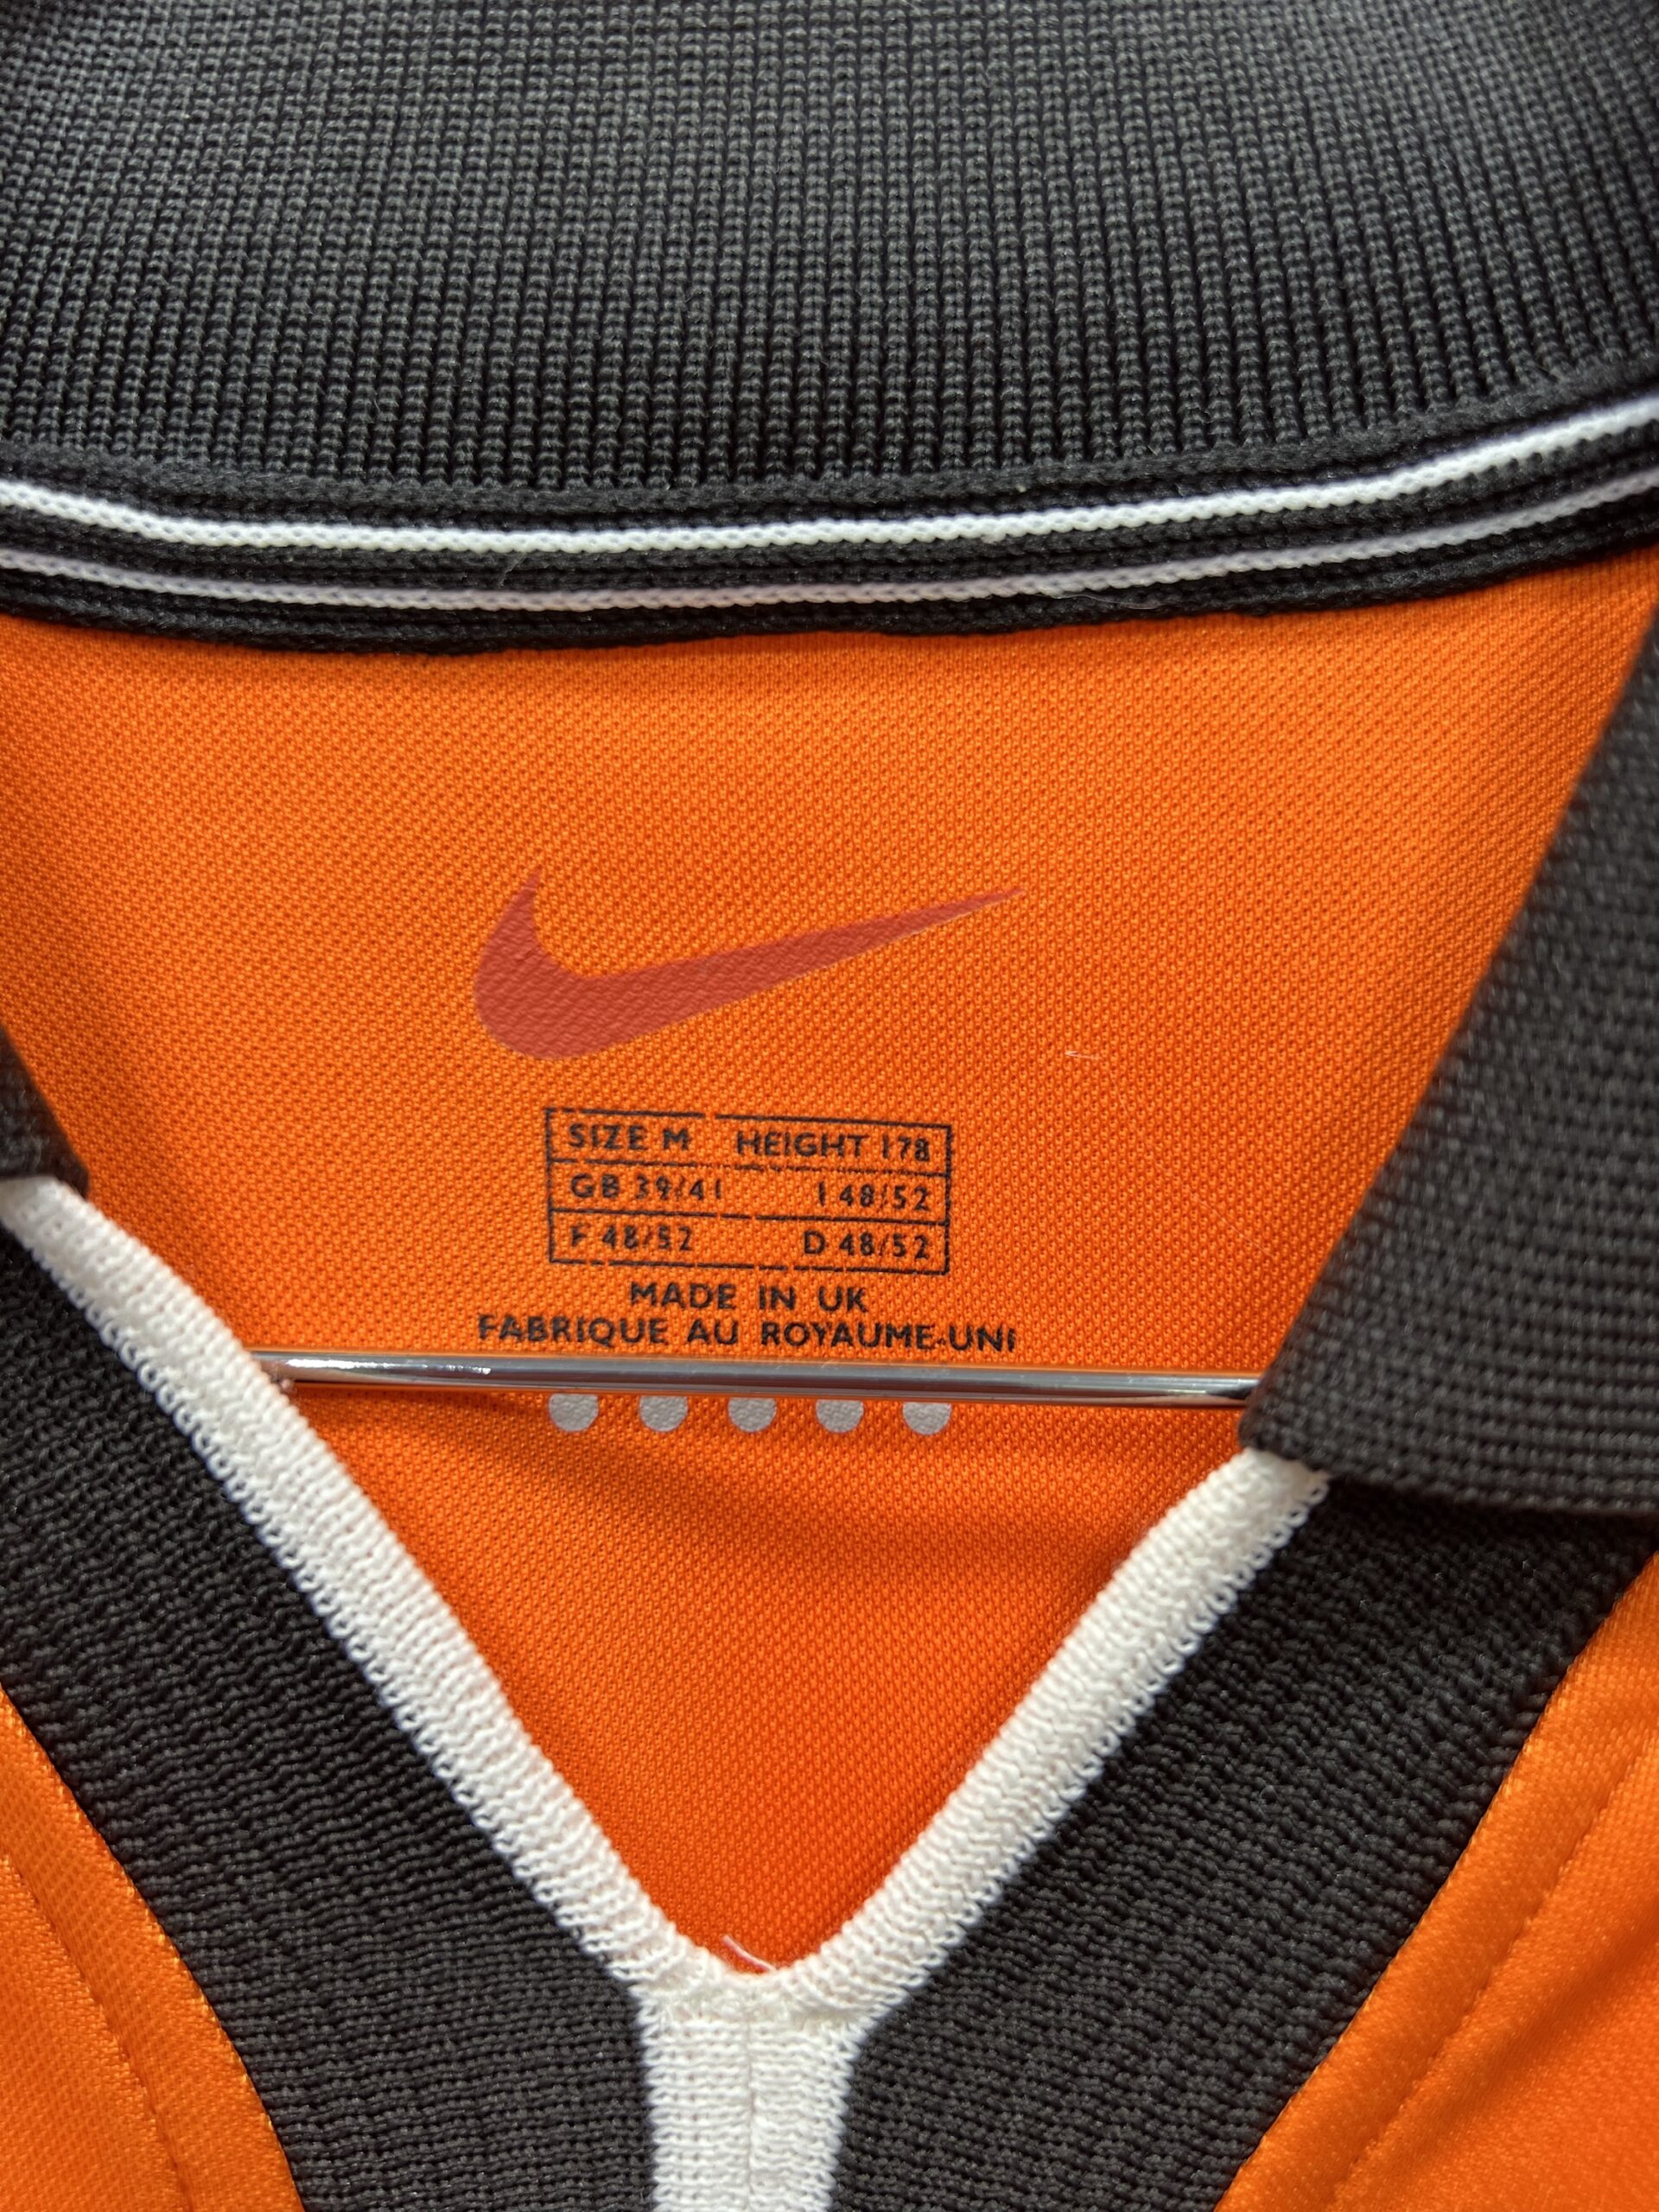 SIZE M HEIGHT 178
GB 39/41 I 48/52
F 48/52 D 48/52
MADE IN UK
FABRIQUE AU ROYAUME-UNI